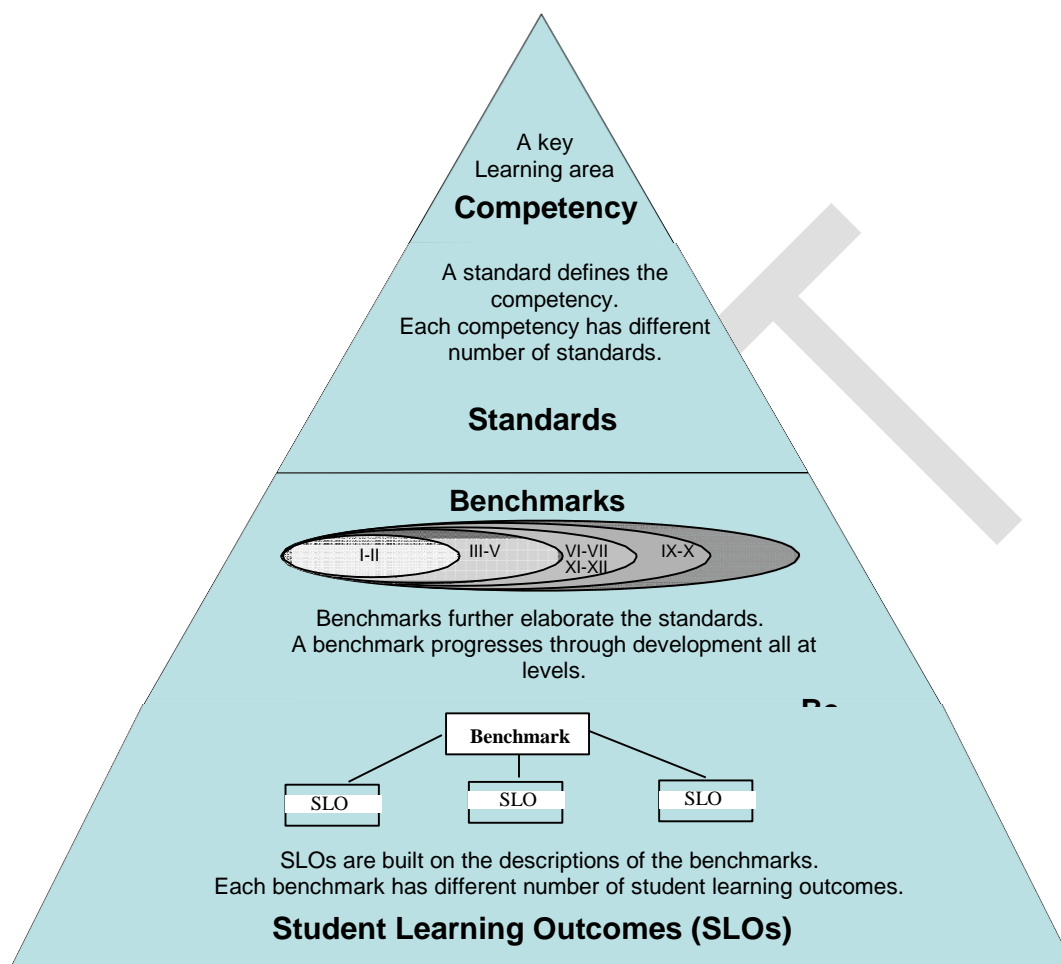 A key
Learning area
Competency
A standard defines the
competency.
Each competency has different
number of standards.
Standards
Benchmarks
I-II III-V VI-VII IX-X
XI-XII
Benchmarks further elaborate the standards.
A benchmark progresses through development all at
levels.
Benchmark
SLO SLO SLO
SLOs are built on the descriptions of the benchmarks.
Each benchmark has different number of student learning outcomes.
Student Learning Outcomes (SLOs)